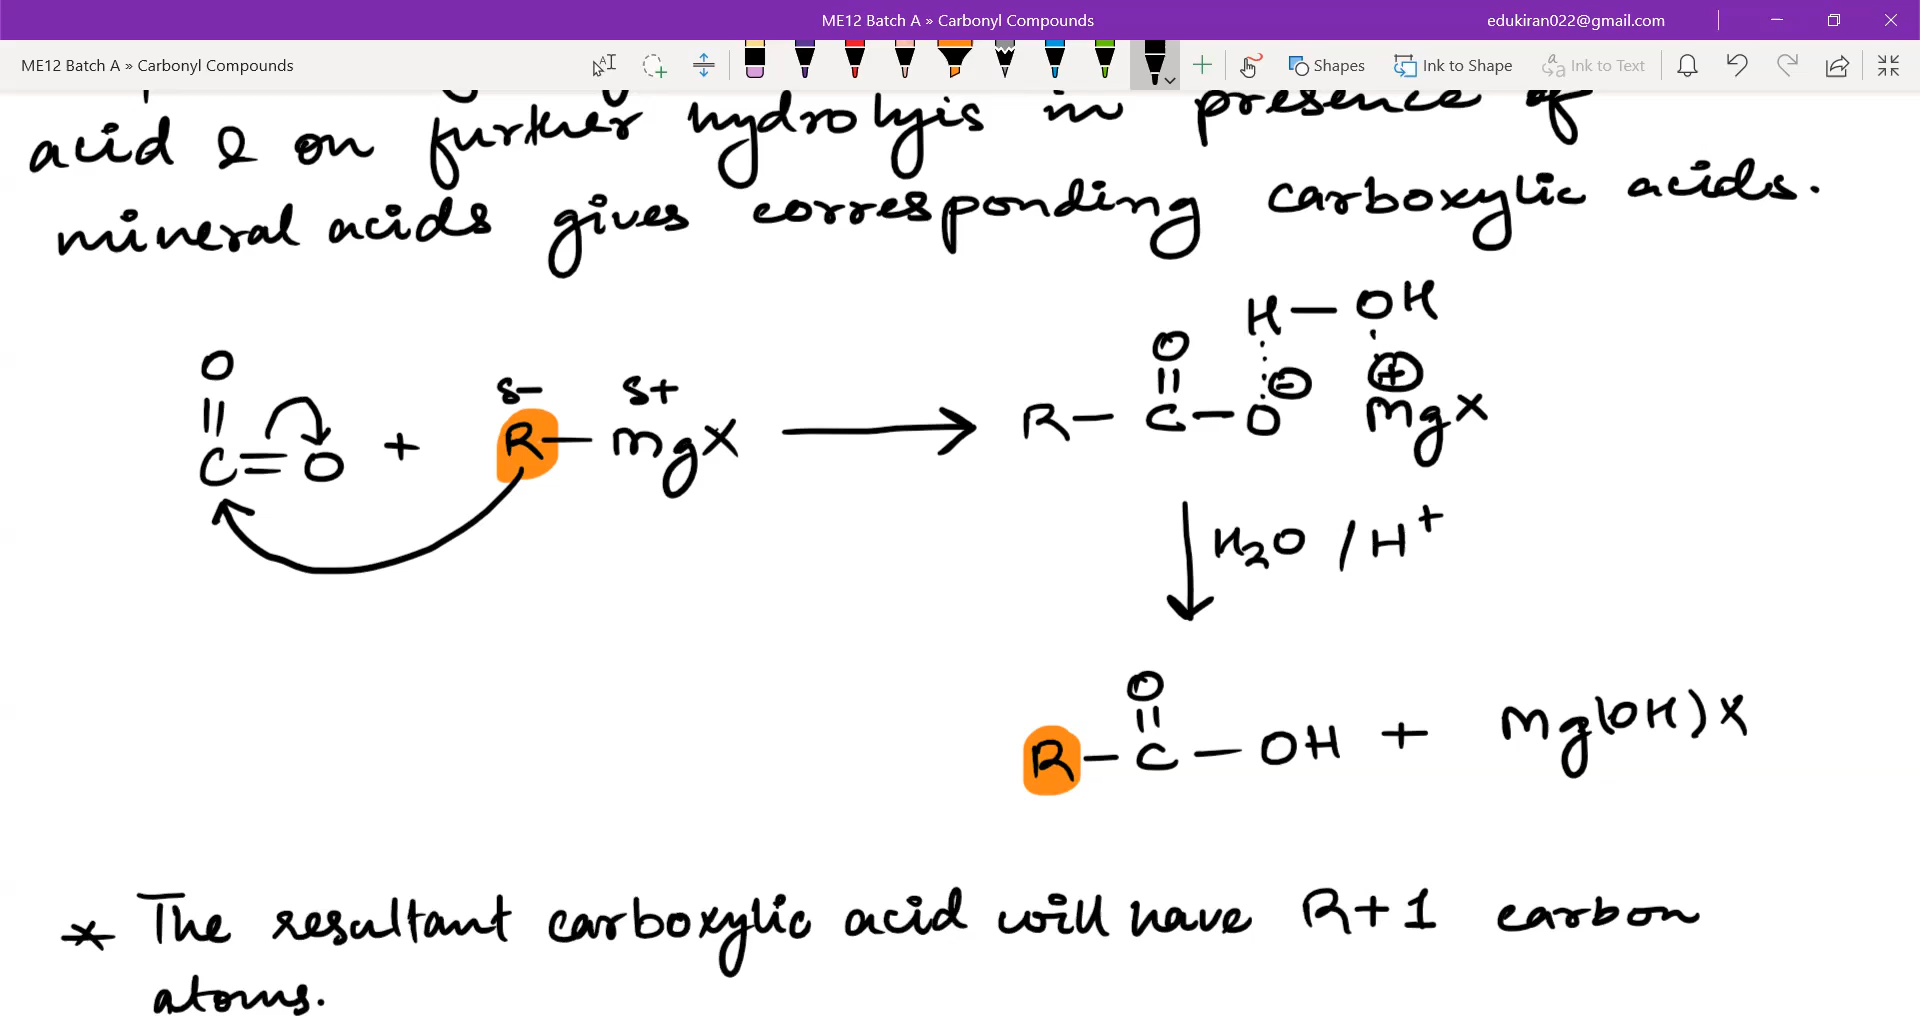 ME12 Batch A » Carbonyl Compounds
edukiran022@gmail.com
ME12 Batch A » Carbonyl Compounds
Shapes
Ink to Shape
Ink to Text
acid & on further hydrolyis in presence of
mineral acids gives corresponding carboxylic acids.
H — OH
O
O
δ- δ+
⊖ ⊕
C=O + R—MgX → R—C—O MgX
H2O / H+
O
R—C—OH + Mg(OH)X
* The resultant carboxylic acid will have R+1 carbon
atoms.